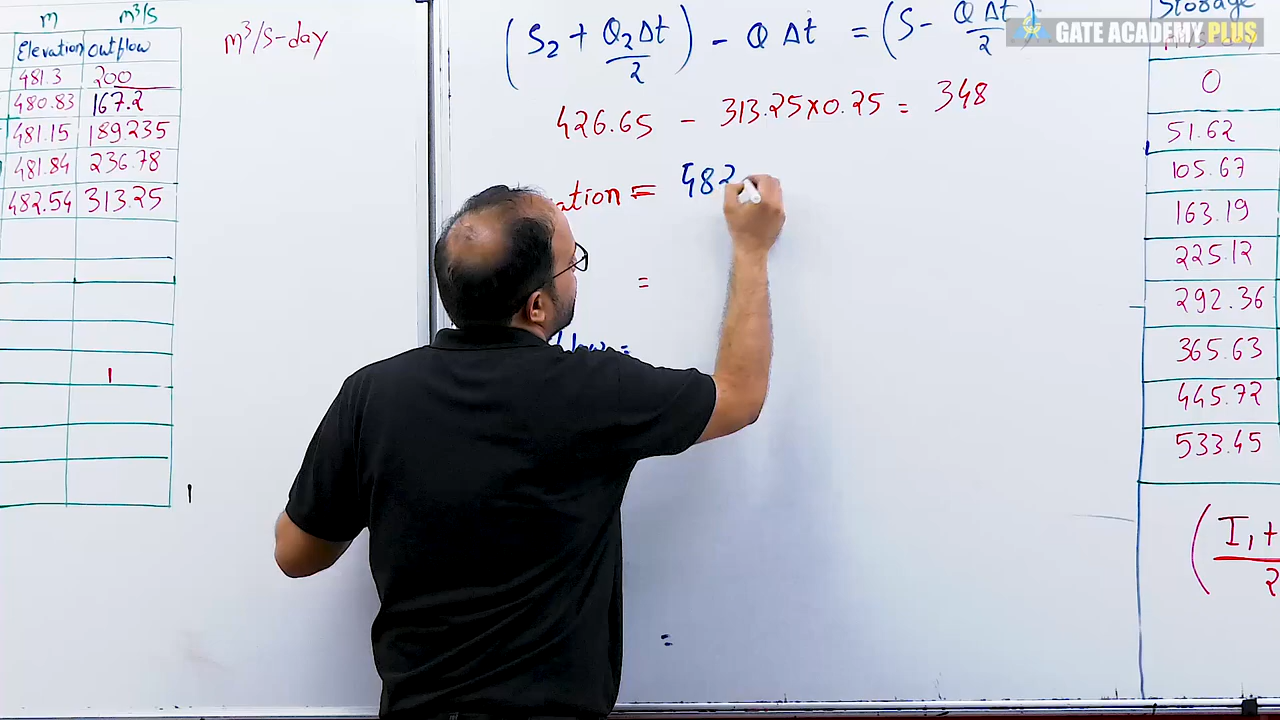 m m³/s
Elevation outflow
481.3 200
480.83 167.2
481.15 189.235
481.84 236.78
482.54 313.25
1
m³/s-day
(S₂ + Q₂Δt/2) - Q Δt = (S - QΔt/2)
426.65 - 313.25×0.25 = 348
ation = 482
=
=
=
GATE ACADEMY PLUS
Storage
0
51.62
105.67
163.19
225.12
292.36
365.63
445.72
533.45
(I₁+
2